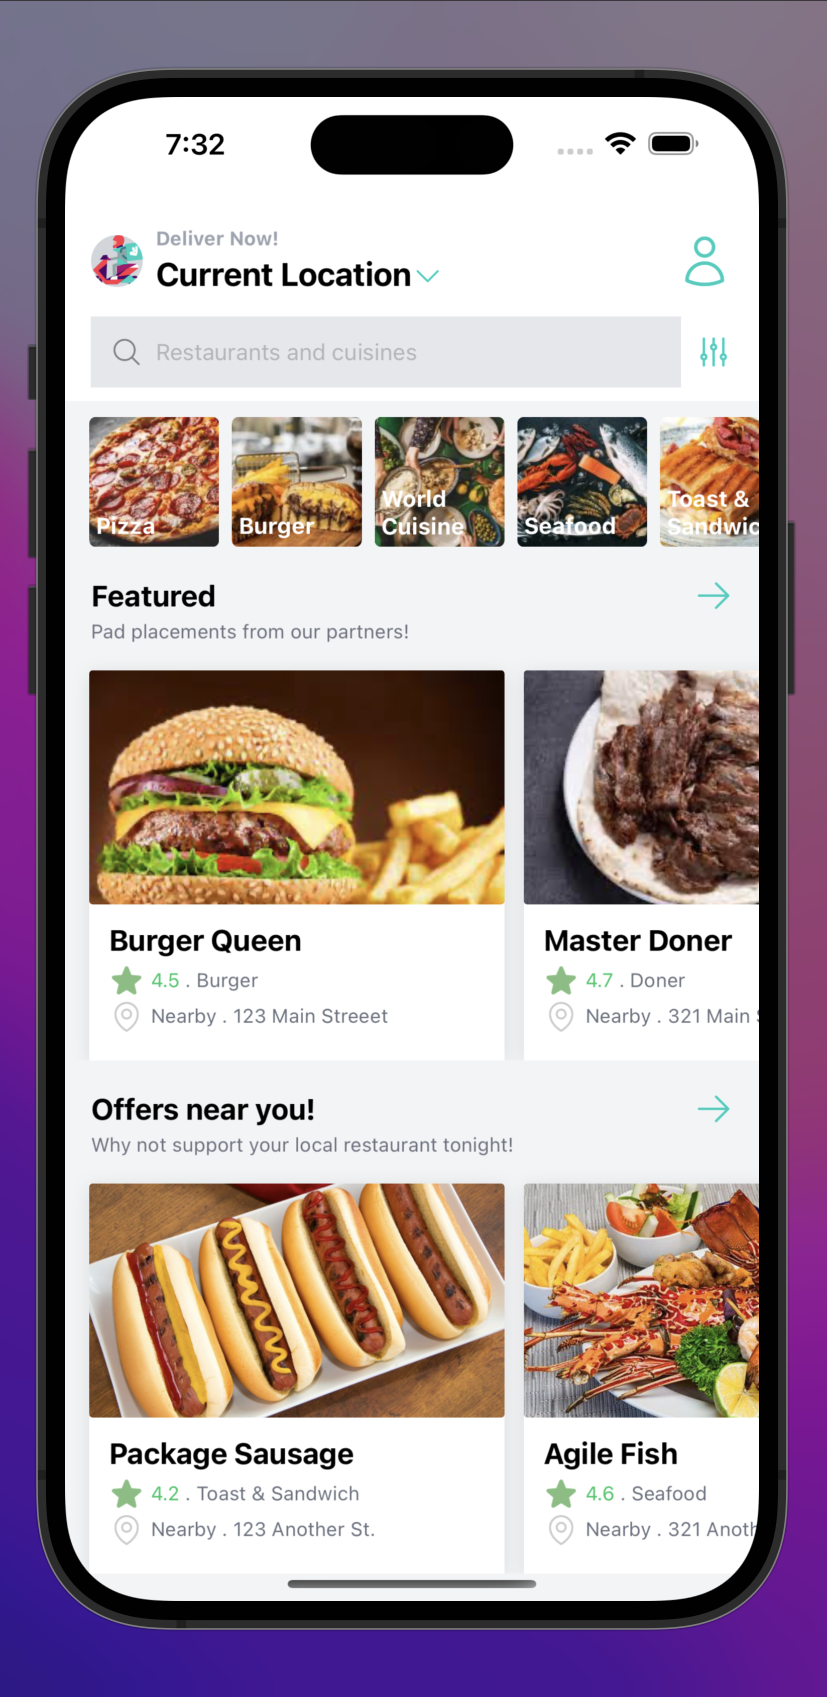 7:32
Deliver Now!
Current Location
Restaurants and cuisines
Pizza
Burger
World
Cuisine
Seafood
Toast &
Sandwic
Featured
Pad placements from our partners!
Burger Queen
4.5 . Burger
Nearby . 123 Main Streeet
Master Doner
4.7 . Doner
Nearby . 321 Main S
Offers near you!
Why not support your local restaurant tonight!
Package Sausage
4.2 . Toast & Sandwich
Nearby . 123 Another St.
Agile Fish
4.6 . Seafood
Nearby . 321 Anoth